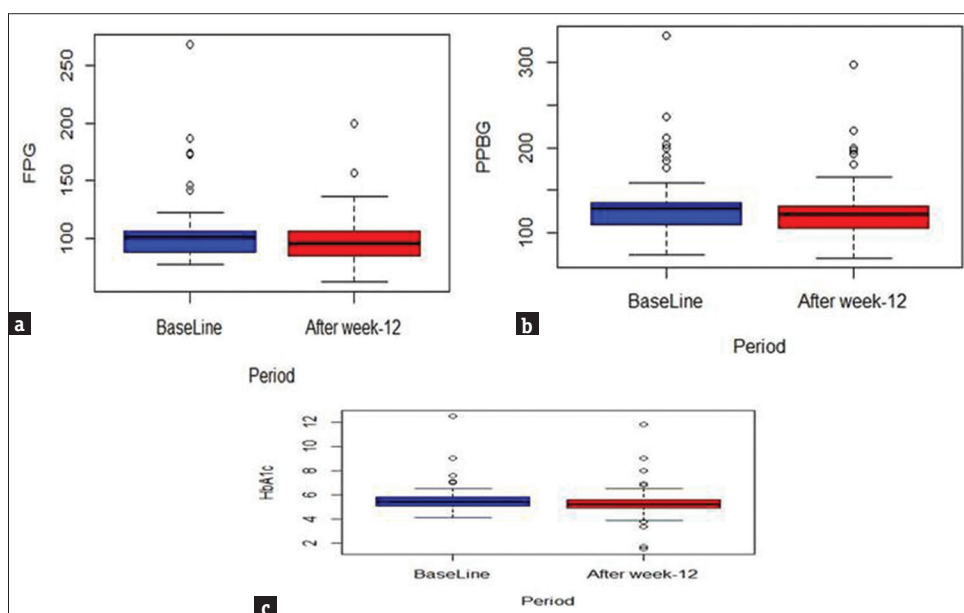 250
200
150
100
FPG
BaseLine After week-12
Period
a
300
200
100
PPBG
BaseLine After week-12
Period
b
12
10
8
6
4
2
HbA1c
BaseLine After week-12
Period
c